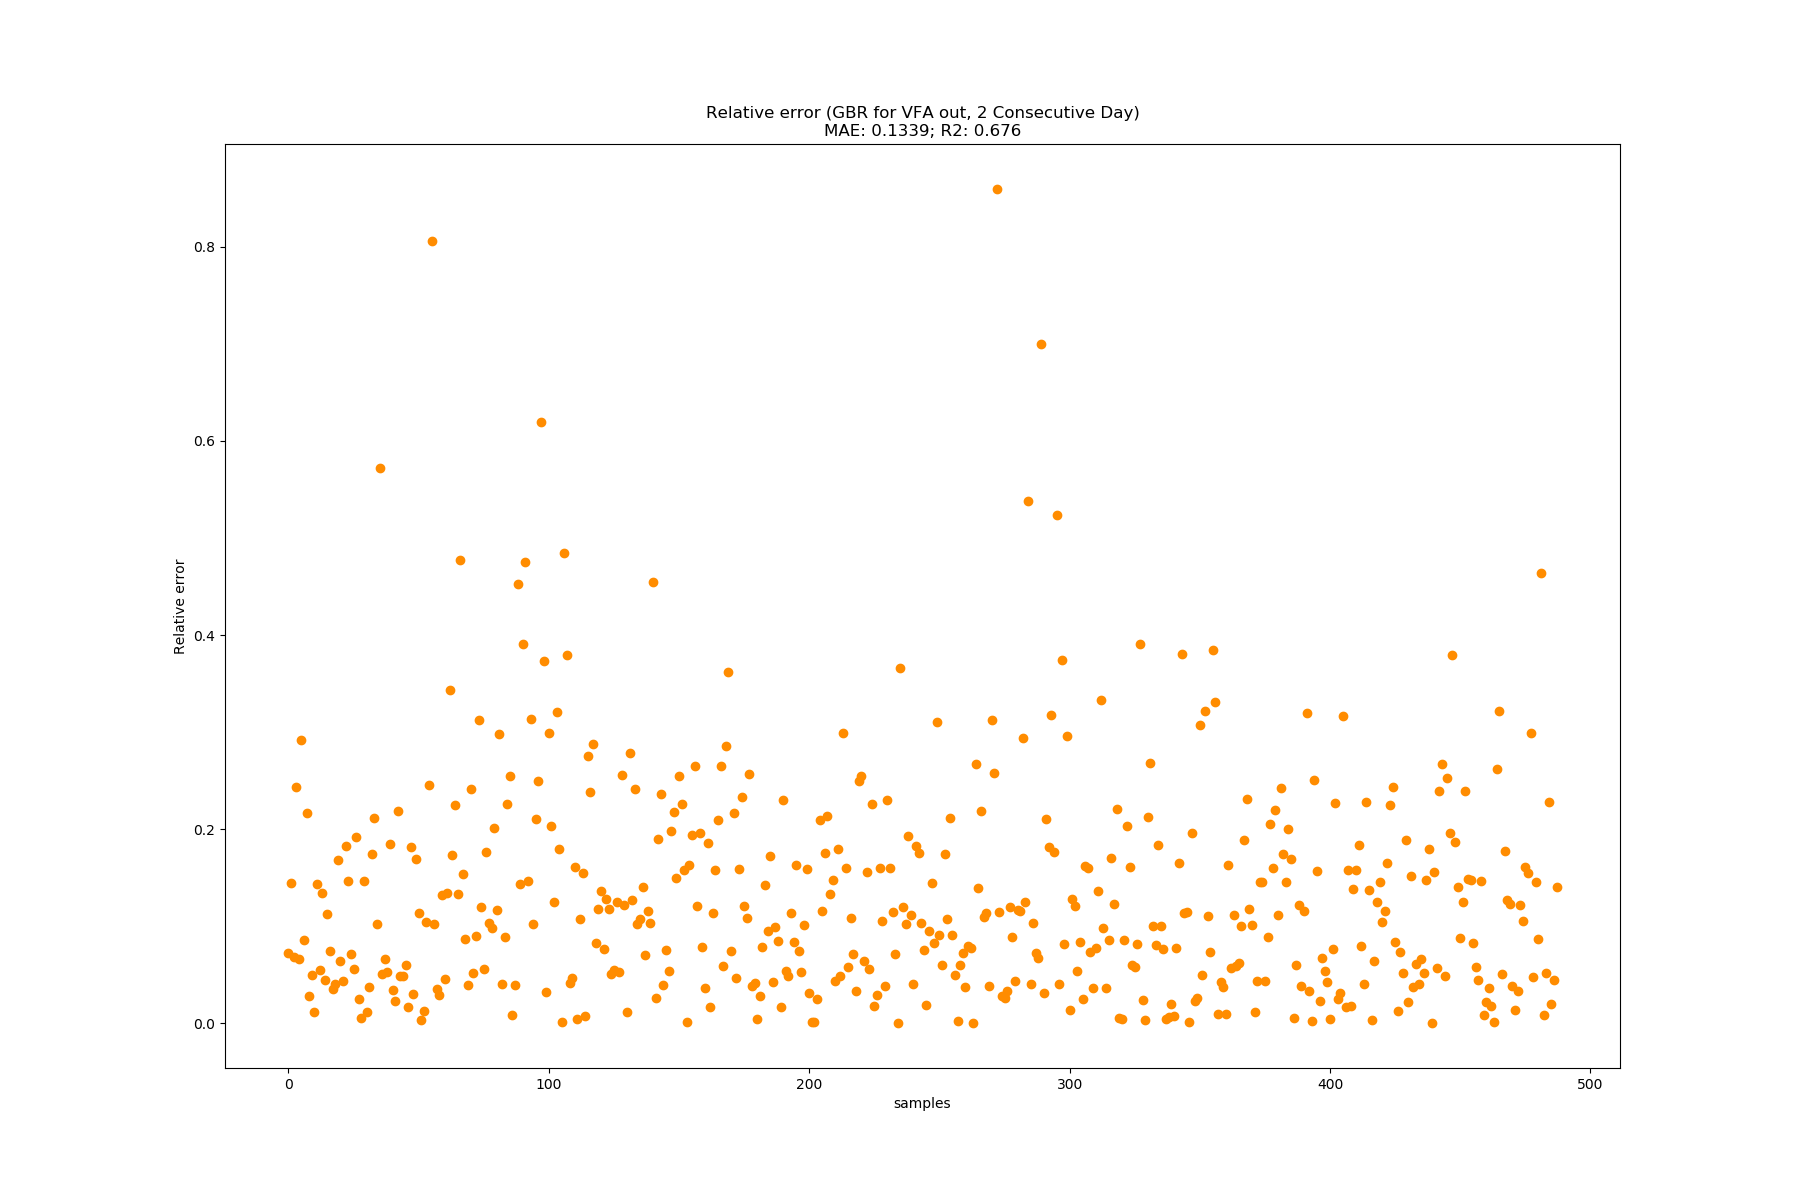 Relative error (GBR for VFA out, 2 Consecutive Day)
MAE: 0.1339; R2: 0.676
0.8
0.6
0.4
0.2
0.0
Relative error
0 100 200 300 400 500
samples